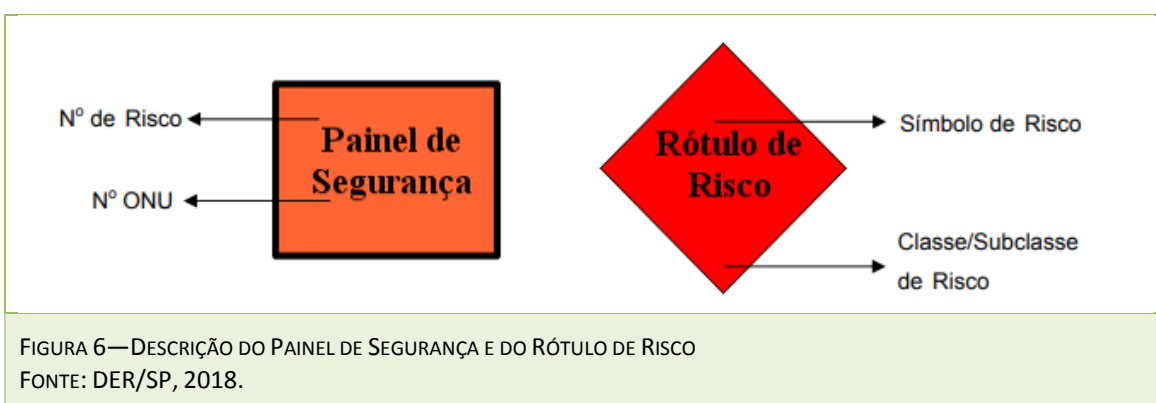 Nº de Risco
Nº ONU
Painel de
Segurança
Rótulo de
Risco
Símbolo de Risco
Classe/Subclasse
de Risco
FIGURA 6—DESCRIÇÃO DO PAINEL DE SEGURANÇA E DO RÓTULO DE RISCO
FONTE: DER/SP, 2018.